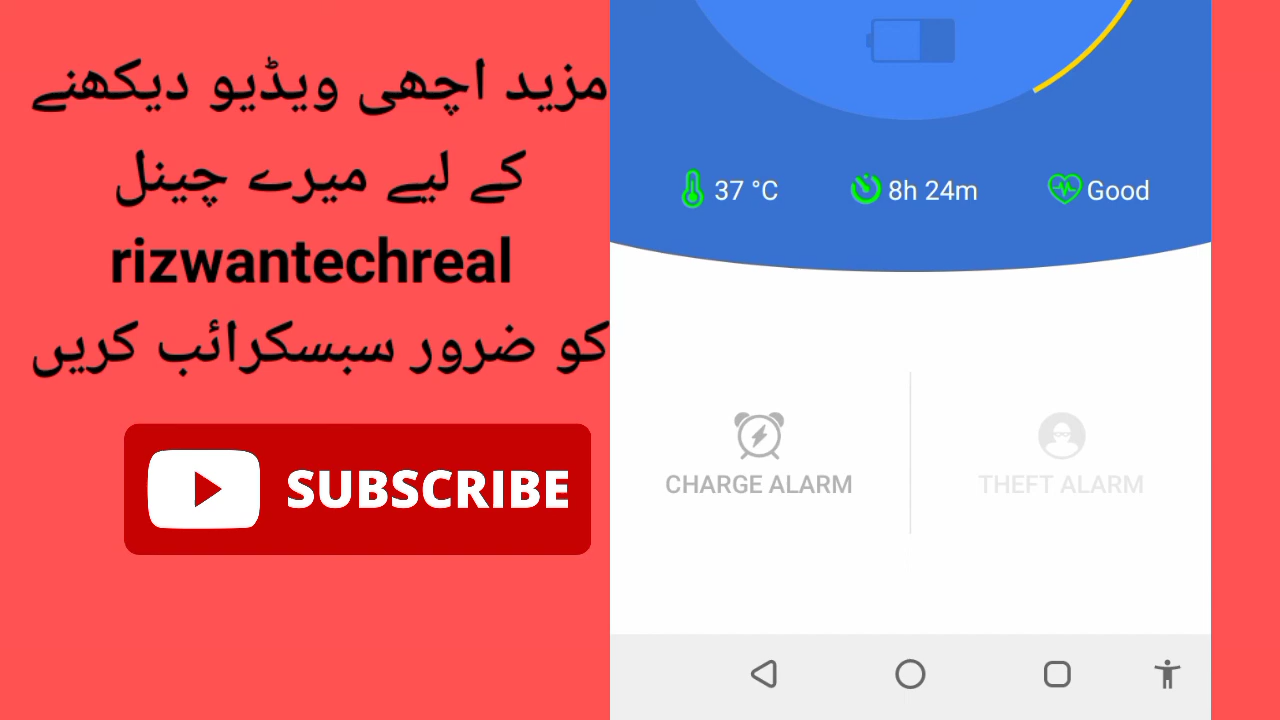 مزید اچھی ویڈیو دیکھنے
کے لیے میرے چینل
rizwantechreal
کو ضرور سبسکرائب کریں
SUBSCRIBE
37 °C
8h 24m
Good
CHARGE ALARM
THEFT ALARM